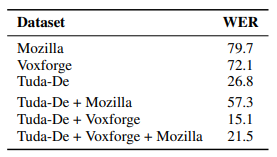 Dataset WER
Mozilla 79.7
Voxforge 72.1
Tuda-De 26.8
Tuda-De + Mozilla 57.3
Tuda-De + Voxforge 15.1
Tuda-De + Voxforge + Mozilla 21.5